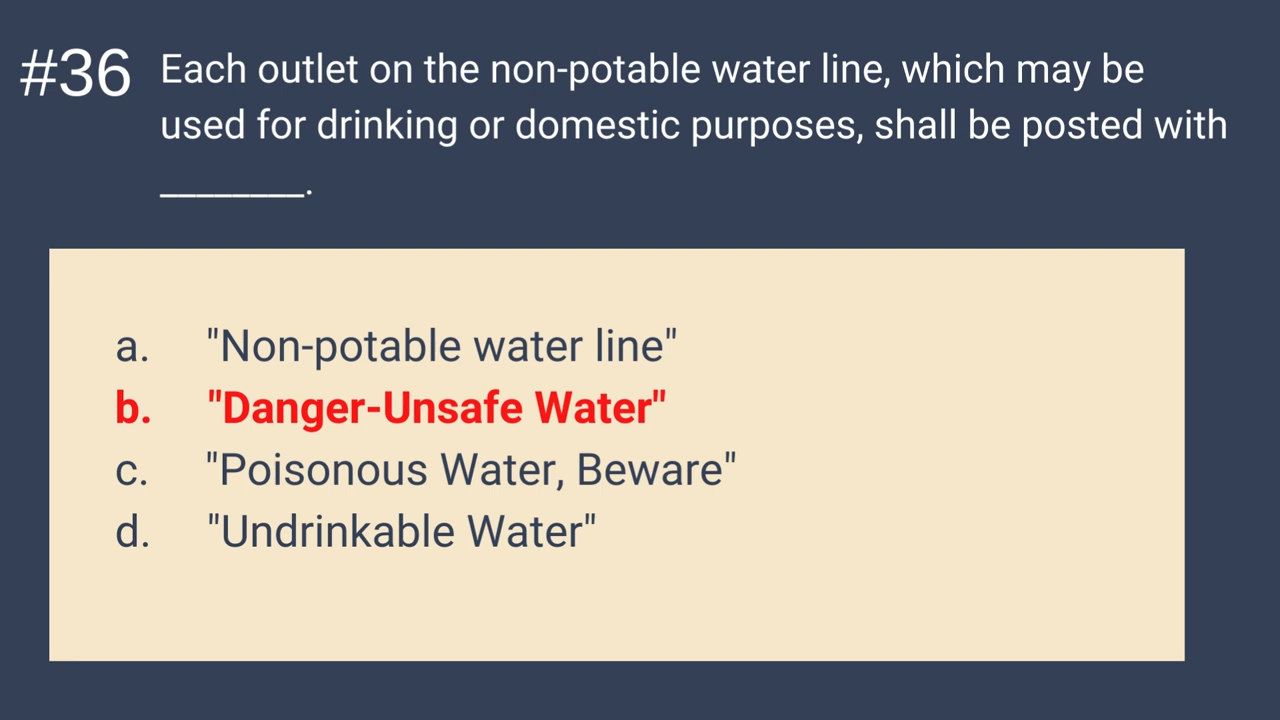 #36 Each outlet on the non-potable water line, which may be
used for drinking or domestic purposes, shall be posted with
________.
a. "Non-potable water line"
b. "Danger-Unsafe Water"
c. "Poisonous Water, Beware"
d. "Undrinkable Water"